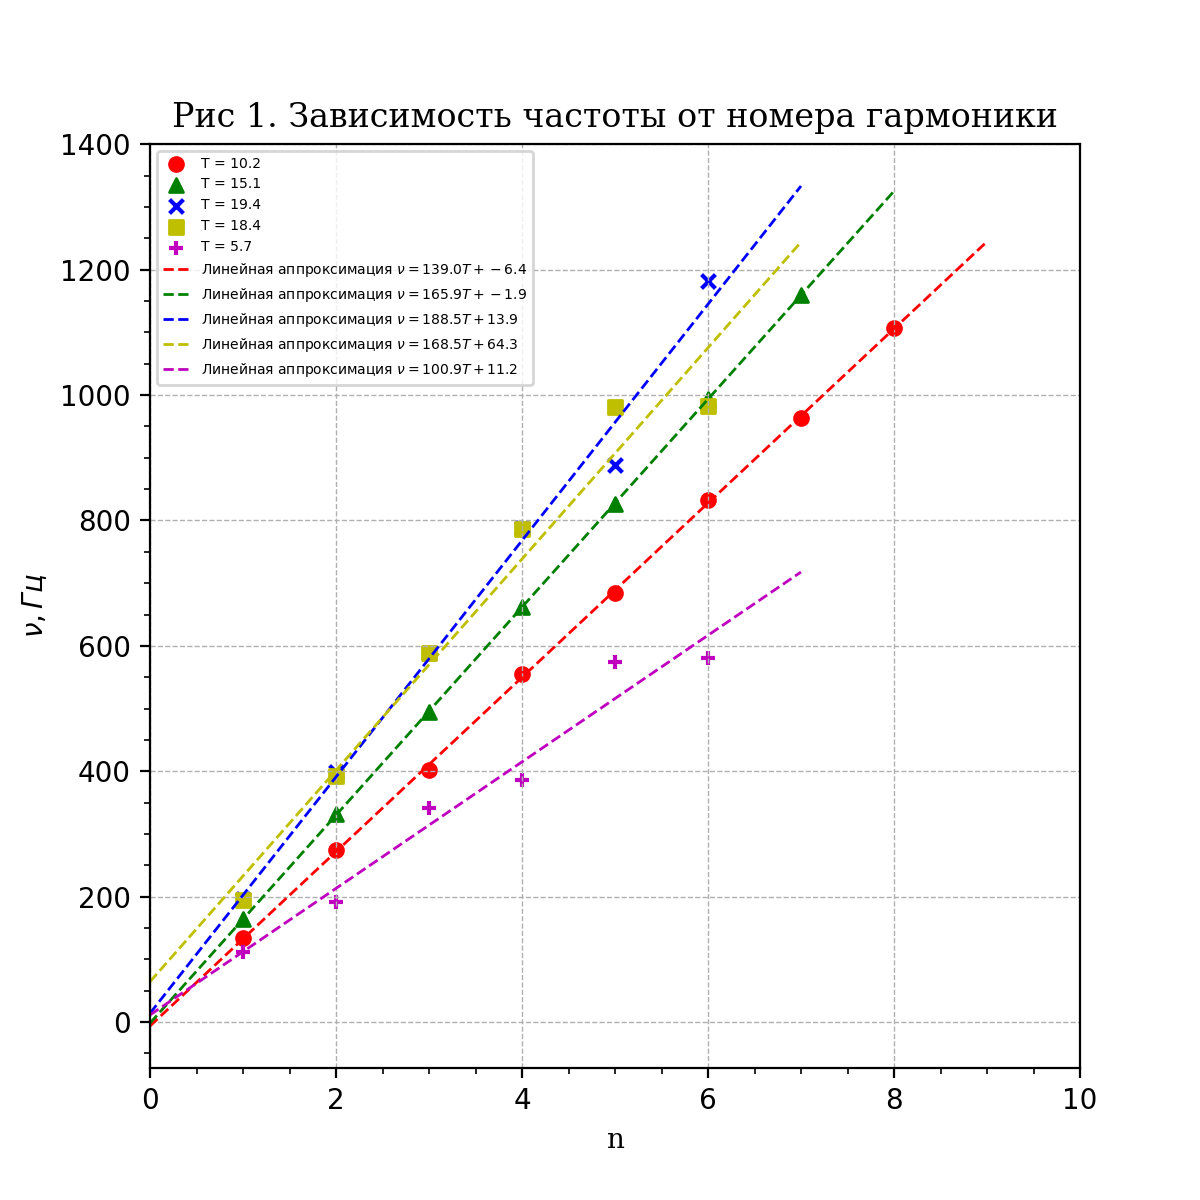 Рис 1. Зависимость частоты от номера гармоники
1400
1200
1000
800
600
400
200
0
ν, Гц
T = 10.2
T = 15.1
T = 19.4
T = 18.4
T = 5.7
Линейная аппроксимация ν = 139.0T + −6.4
Линейная аппроксимация ν = 165.9T + −1.9
Линейная аппроксимация ν = 188.5T + 13.9
Линейная аппроксимация ν = 168.5T + 64.3
Линейная аппроксимация ν = 100.9T + 11.2
0 2 4 6 8 10
n